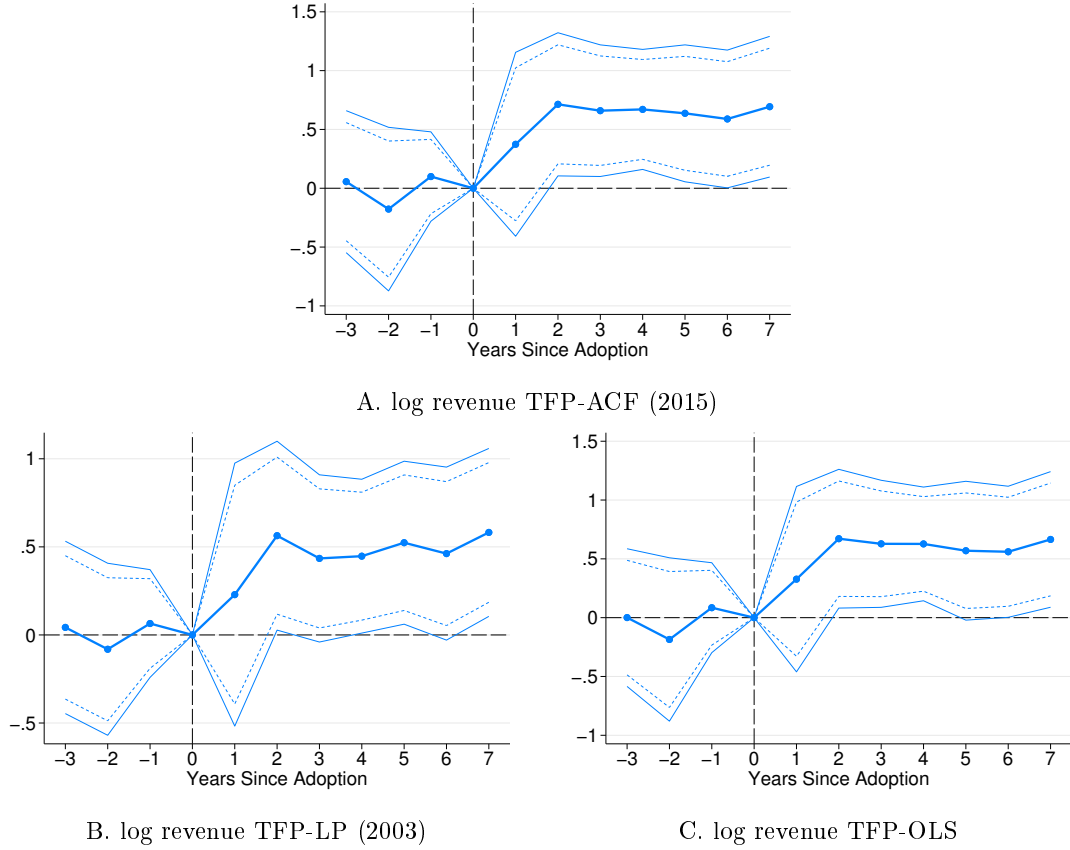 1.5
1
.5
0
−.5
−1
−3 −2 −1 0 1 2 3 4 5 6 7
Years Since Adoption
A. log revenue TFP-ACF (2015)
1
.5
0
−.5
−3 −2 −1 0 1 2 3 4 5 6 7
Years Since Adoption
B. log revenue TFP-LP (2003)
1.5
1
.5
0
−.5
−1
−3 −2 −1 0 1 2 3 4 5 6 7
Years Since Adoption
C. log revenue TFP-OLS